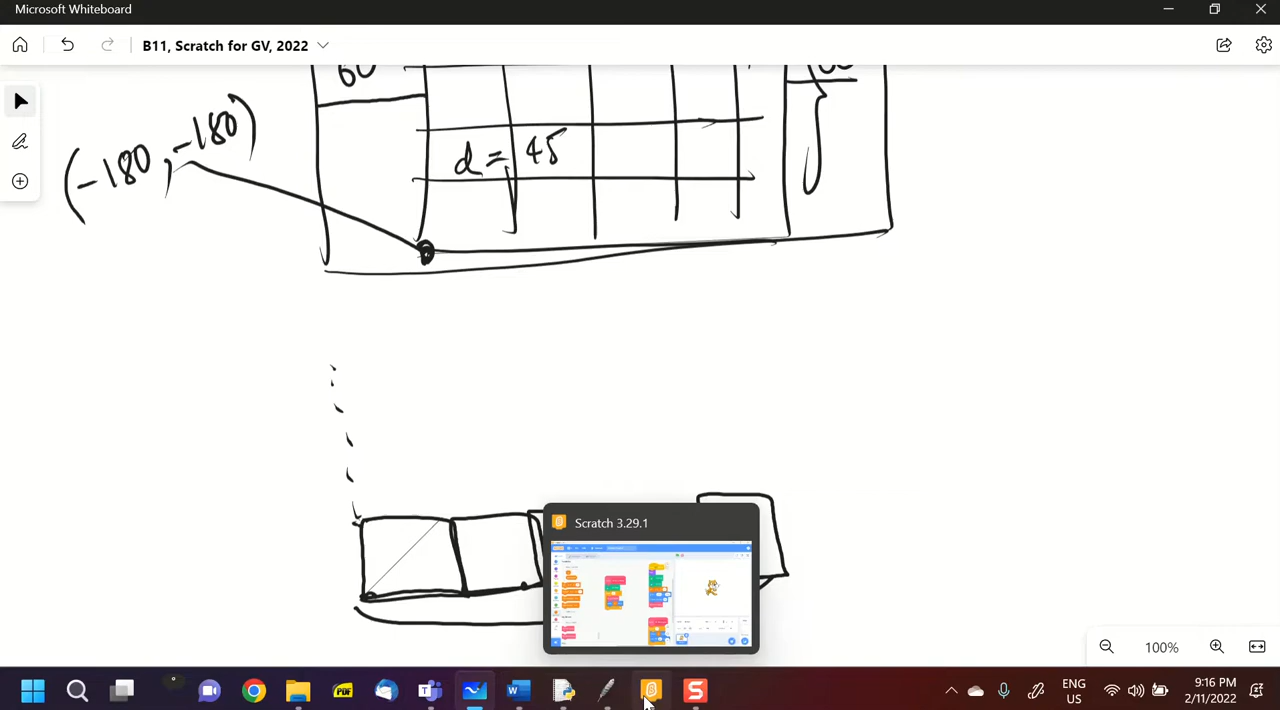 Microsoft Whiteboard
B11, Scratch for GV, 2022
60
(-180, -180)
d = 45
Scratch 3.29.1
100%
PDF
ENG
US
9:16 PM
2/11/2022